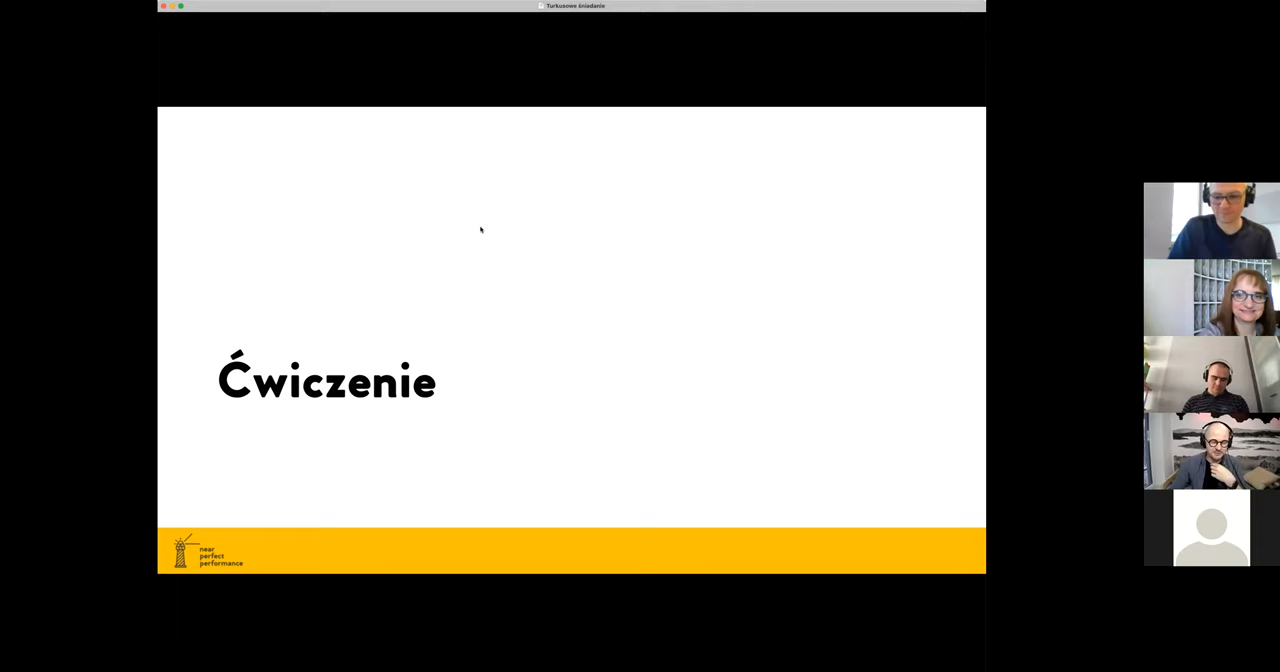 Turkusowe śniadanie
Ćwiczenie
near
perfect
performance